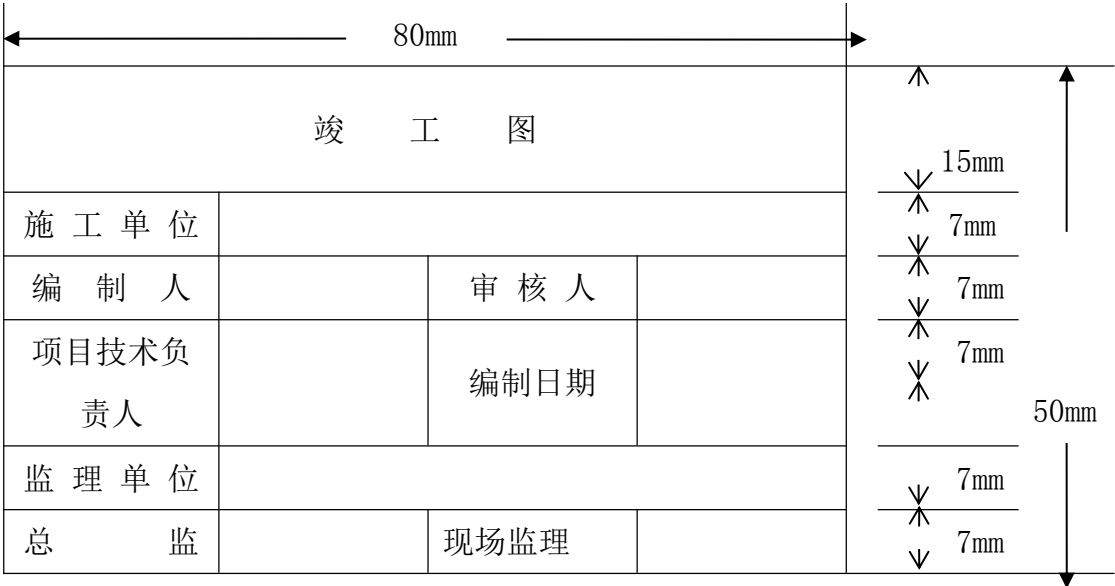 80mm
竣 工 图
15mm
施 工 单 位
7mm
编 制 人 审 核 人
7mm
项目技术负
责人
编制日期
7mm
50mm
监 理 单 位
7mm
总 监 现场监理
7mm